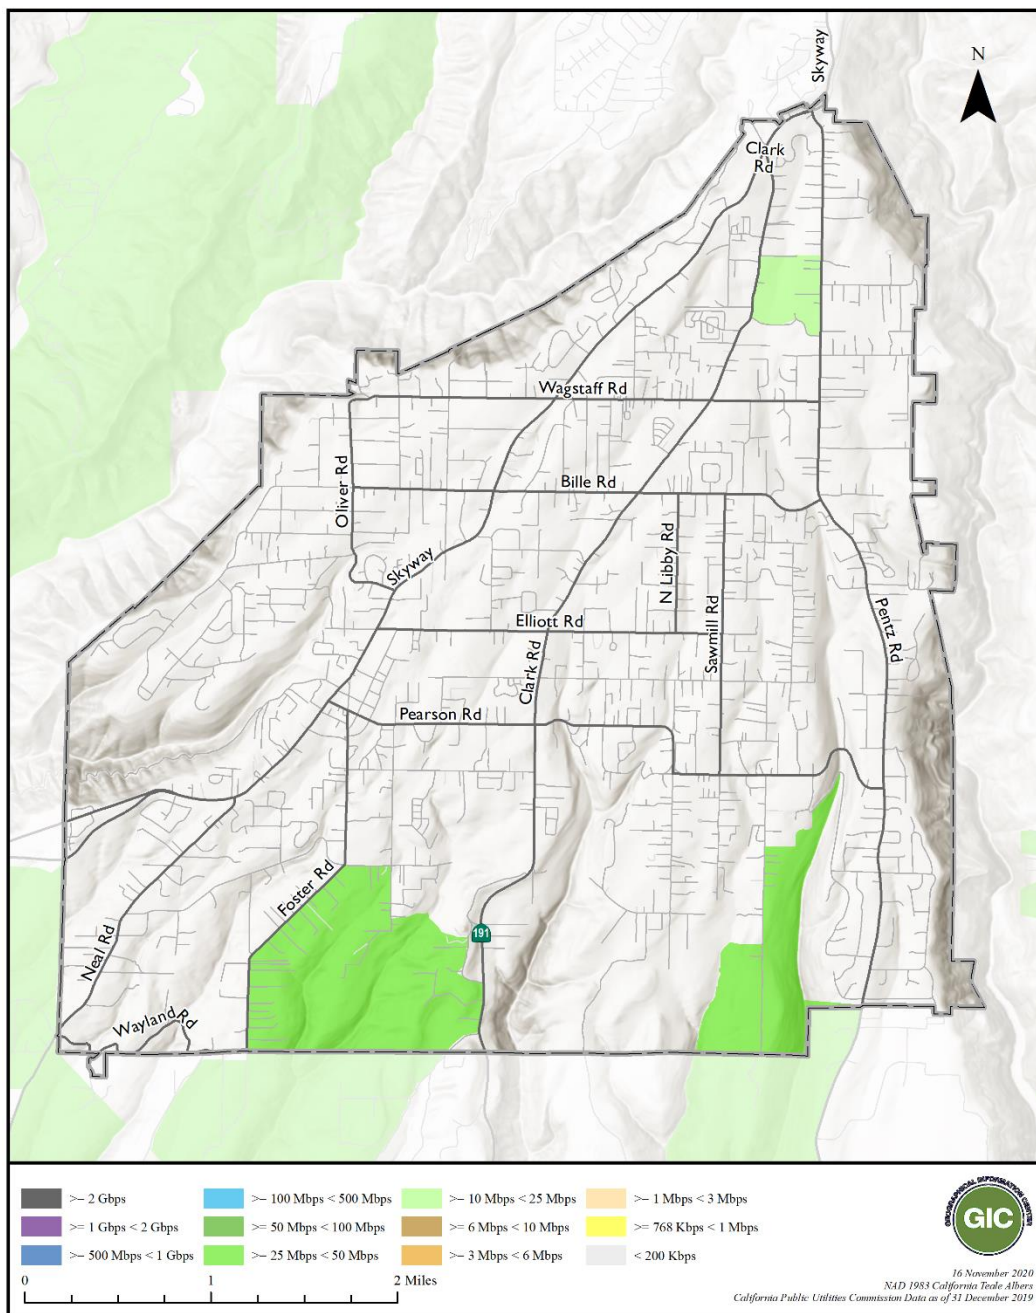 Skyway
N
Clark
Rd
Wagstaff Rd
Oliver Rd
Bille Rd
N Libby Rd
Skyway
Sawmill Rd
Pentz Rd
Elliott Rd
Clark Rd
Pearson Rd
Foster Rd
191
Neal Rd
Wayland Rd
>= 2 Gbps
>= 1 Gbps < 2 Gbps
>= 500 Mbps < 1 Gbps
>= 100 Mbps < 500 Mbps
>= 50 Mbps < 100 Mbps
>= 25 Mbps < 50 Mbps
>= 10 Mbps < 25 Mbps
>= 6 Mbps < 10 Mbps
>= 3 Mbps < 6 Mbps
>= 1 Mbps < 3 Mbps
>= 768 Kbps < 1 Mbps
< 200 Kbps
0 1 2 Miles
GEOGRAPHICAL INFORMATION CENTER
GIC
16 November 2020
NAD 1983 California Teale Albers
California Public Utilities Commission Data as of 31 December 2019